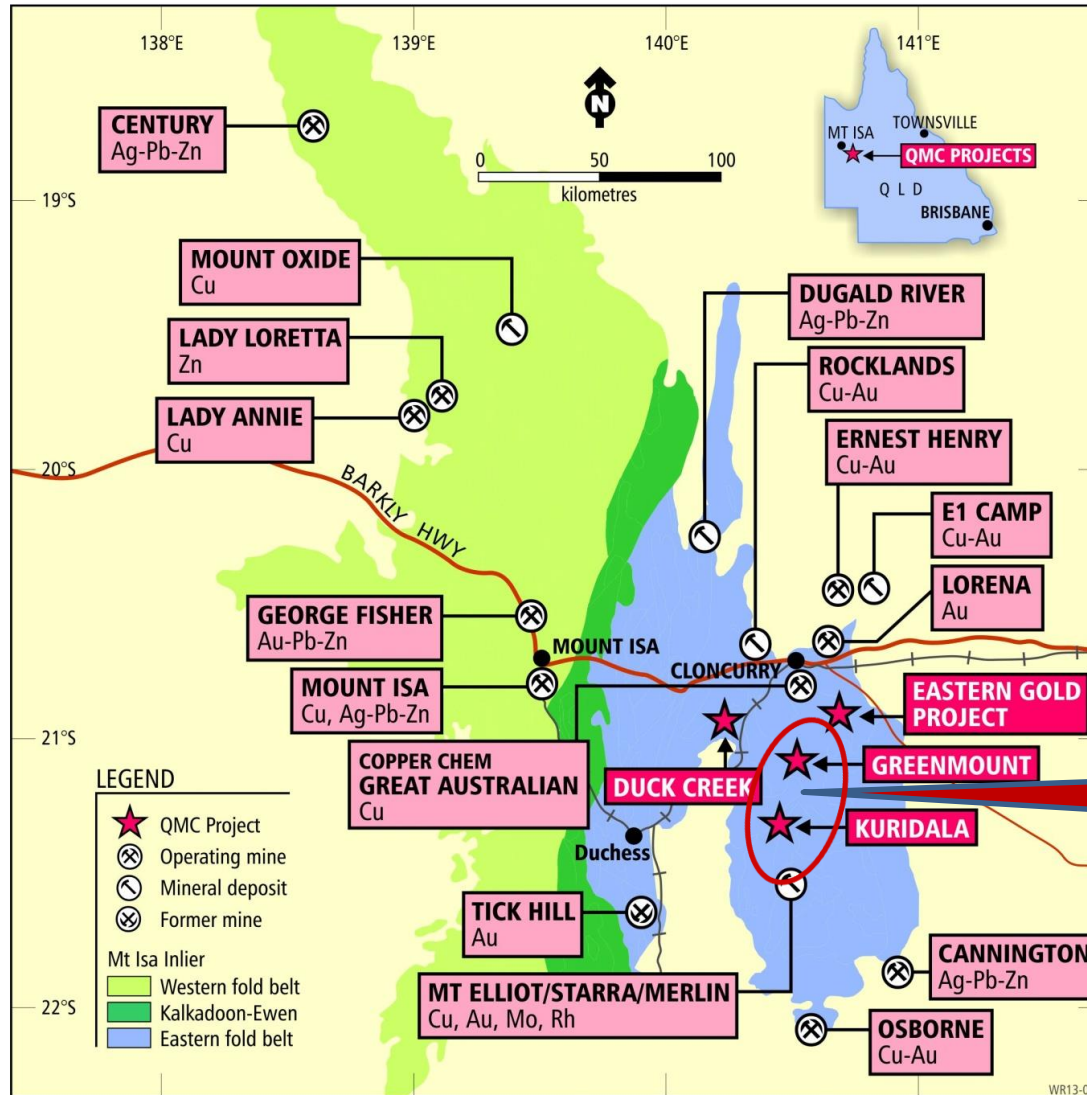 138°E
139°E
140°E
141°E
19°S
20°S
21°S
22°S
N
0
50
100
kilometres
MT ISA
TOWNSVILLE
QMC PROJECTS
Q L D
BRISBANE
CENTURY
Ag-Pb-Zn
MOUNT OXIDE
Cu
LADY LORETTA
Zn
LADY ANNIE
Cu
BARKLY HWY
DUGALD RIVER
Ag-Pb-Zn
ROCKLANDS
Cu-Au
ERNEST HENRY
Cu-Au
E1 CAMP
Cu-Au
LORENA
Au
GEORGE FISHER
Au-Pb-Zn
MOUNT ISA
MOUNT ISA
Cu, Ag-Pb-Zn
CLONCURRY
EASTERN GOLD
PROJECT
COPPER CHEM
GREAT AUSTRALIAN
Cu
DUCK CREEK
GREENMOUNT
KURIDALA
Duchess
TICK HILL
Au
MT ELLIOT/STARRA/MERLIN
Cu, Au, Mo, Rh
CANNINGTON
Ag-Pb-Zn
OSBORNE
Cu-Au
LEGEND
QMC Project
Operating mine
Mineral deposit
Former mine
Mt Isa Inlier
Western fold belt
Kalkadoon-Ewen
Eastern fold belt
WR13-0